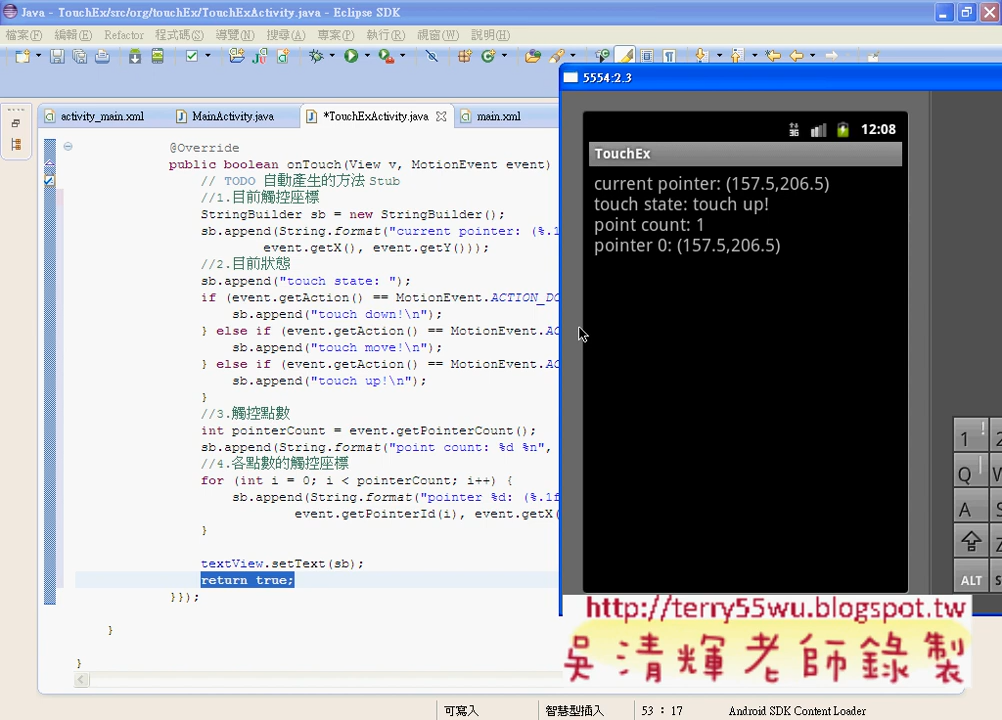 Java - TouchEx/src/org/touchEx/TouchExActivity.java - Eclipse SDK
檔案(F) 編輯(E) Refactor 程式碼(S) 導覽(N) 搜尋(A) 專案(P) 執行(R) 視窗(W) 說明(H)
5554:2.3
activity_main.xml MainActivity.java *TouchExActivity.java main.xml
12:08
TouchEx
current pointer: (157.5,206.5)
touch state: touch up!
point count: 1
pointer 0: (157.5,206.5)
@Override
public boolean onTouch(View v, MotionEvent event)
// TODO 自動產生的方法 Stub
//1.目前觸控座標
StringBuilder sb = new StringBuilder();
sb.append(String.format("current pointer: (%.1
event.getX(), event.getY()));
//2.目前狀態
sb.append("touch state: ");
if (event.getAction() == MotionEvent.ACTION_DO
sb.append("touch down!\n");
} else if (event.getAction() == MotionEvent.AC
sb.append("touch move!\n");
} else if (event.getAction() == MotionEvent.AC
sb.append("touch up!\n");
}
//3.觸控點數
int pointerCount = event.getPointerCount();
sb.append(String.format("point count: %d %n",
//4.各點數的觸控座標
for (int i = 0; i < pointerCount; i++) {
sb.append(String.format("pointer %d: (%.1f
event.getPointerId(i), event.getX(
}
textView.setText(sb);
return true;
}});
}
}
1 ! 2
Q W
A S
Z
ALT
http://terry55wu.blogspot.tw
吳清輝老師錄製
可寫入 智慧型插入 53 : 17 Android SDK Content Loader